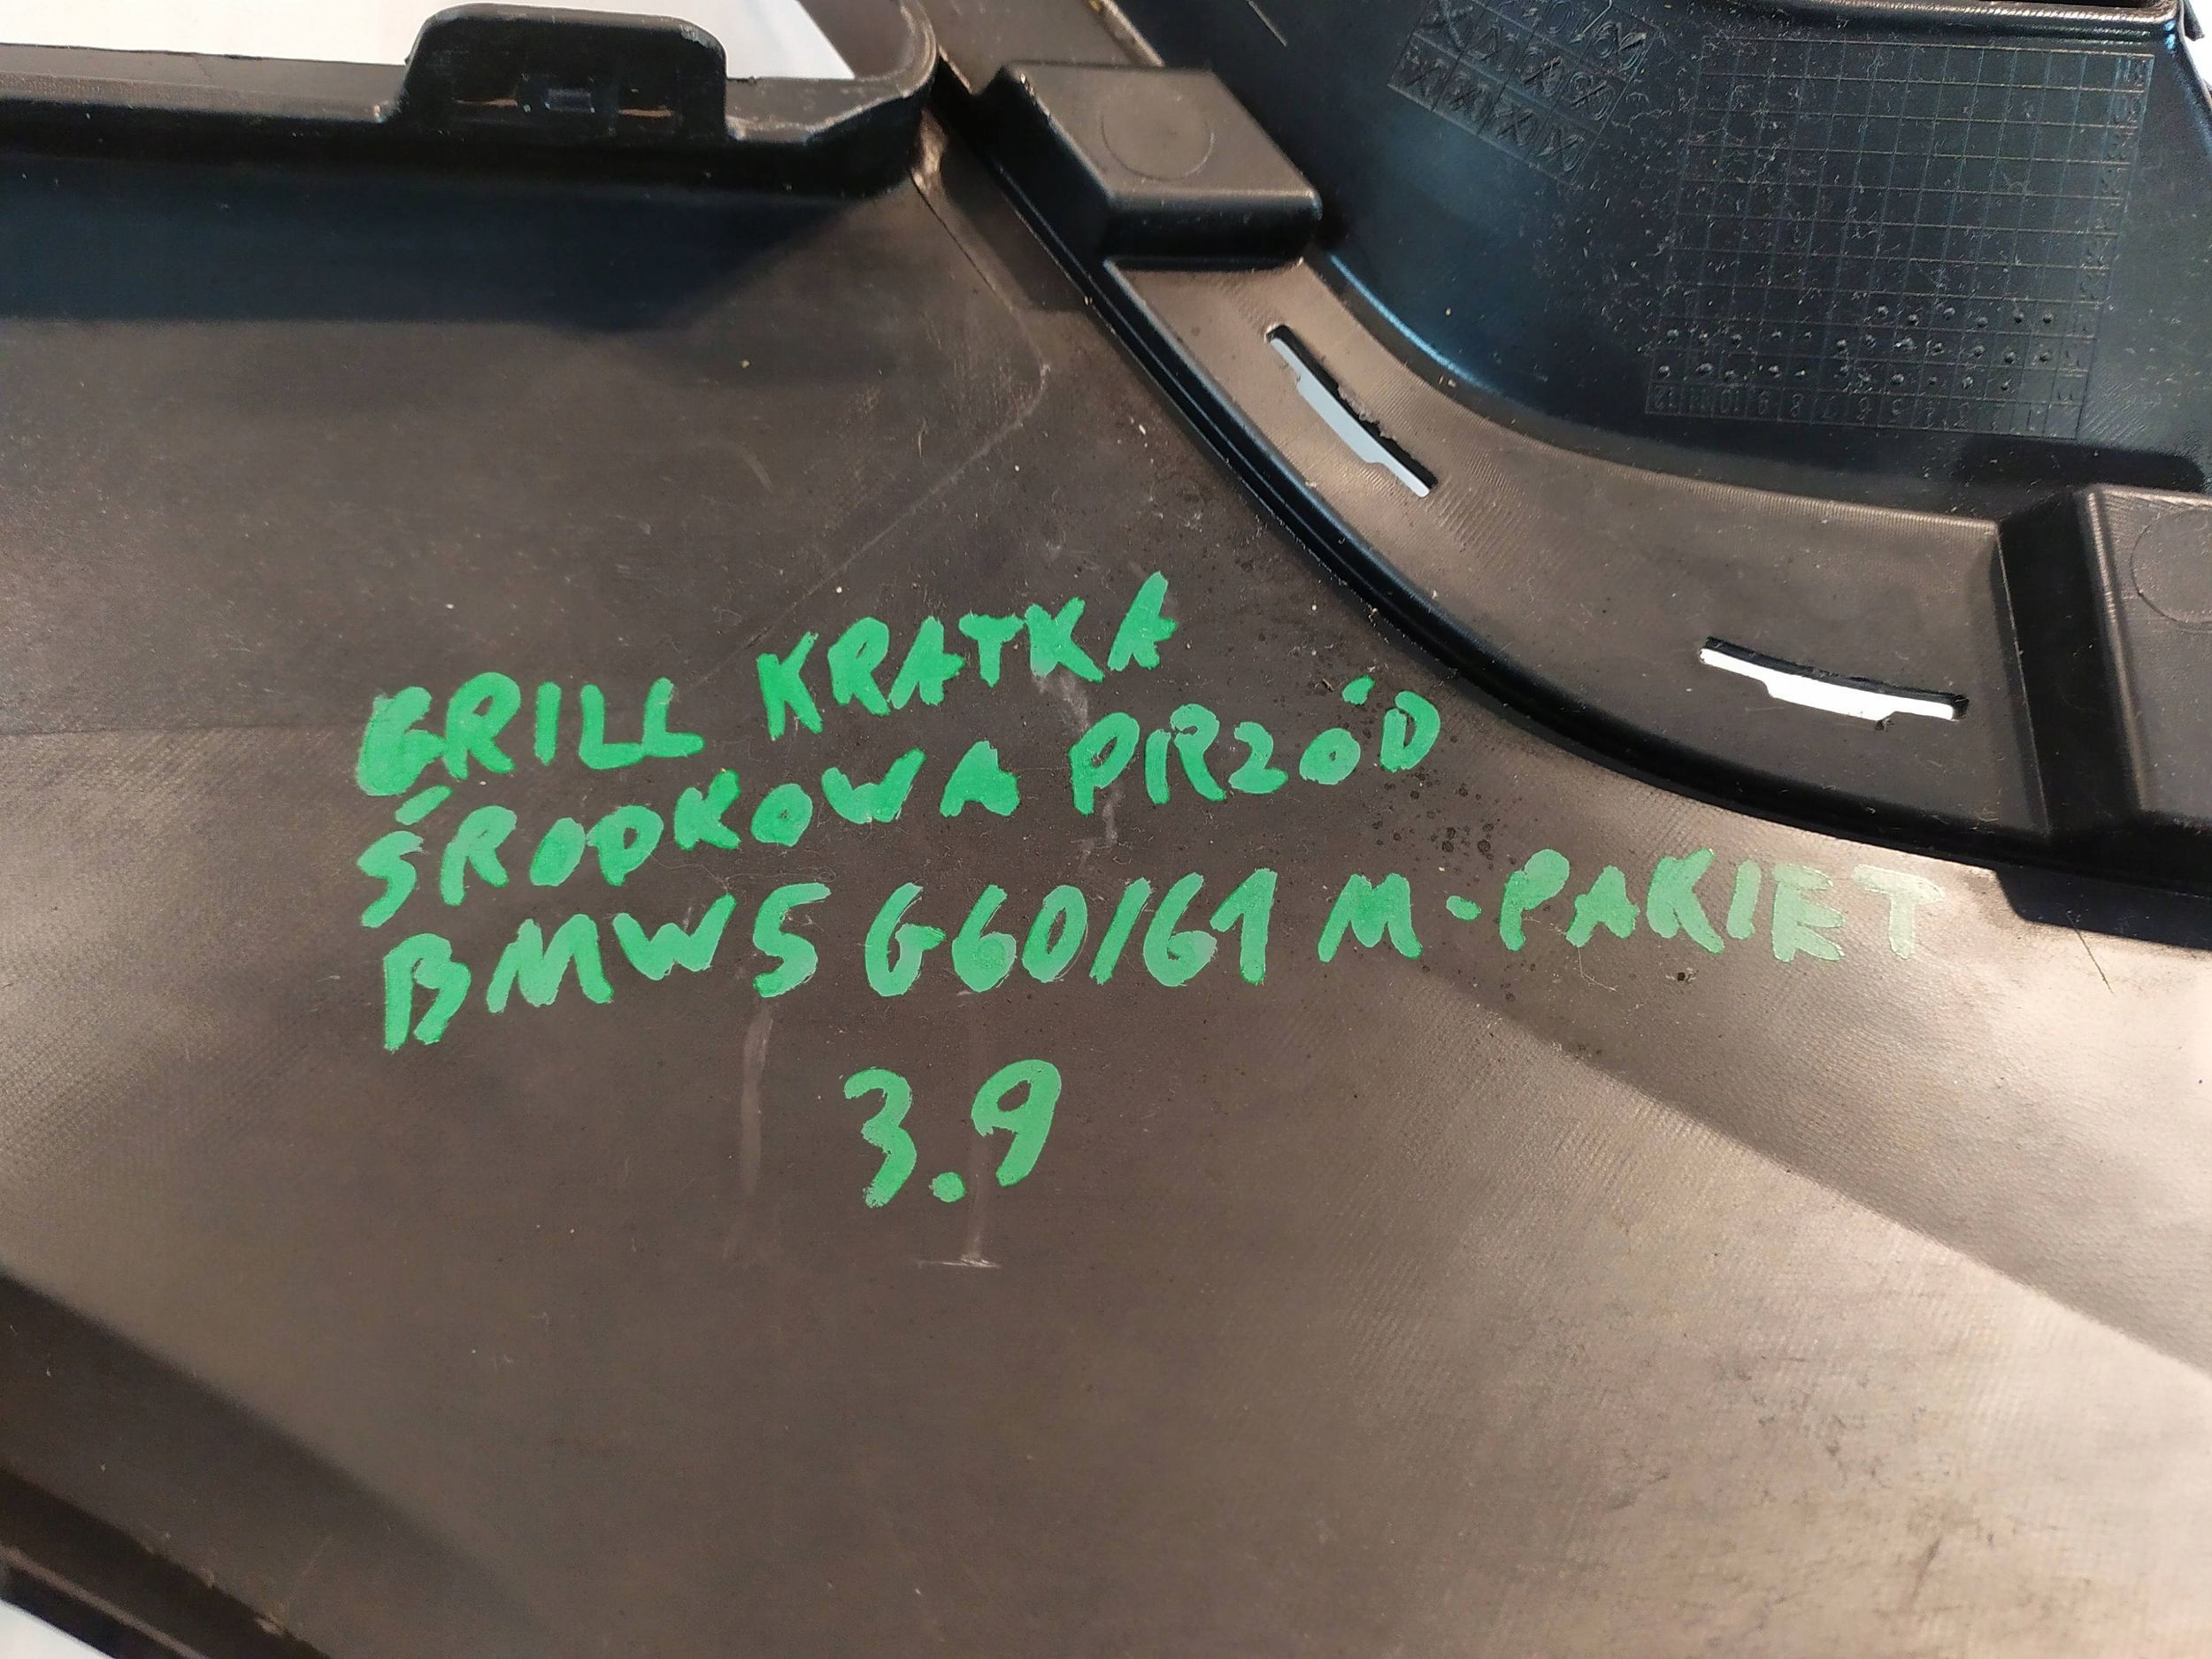 GRILL KRATKA
ŚRODKOWA PRZÓD
BMW 5 G60/61 M-PAKIET
3.9